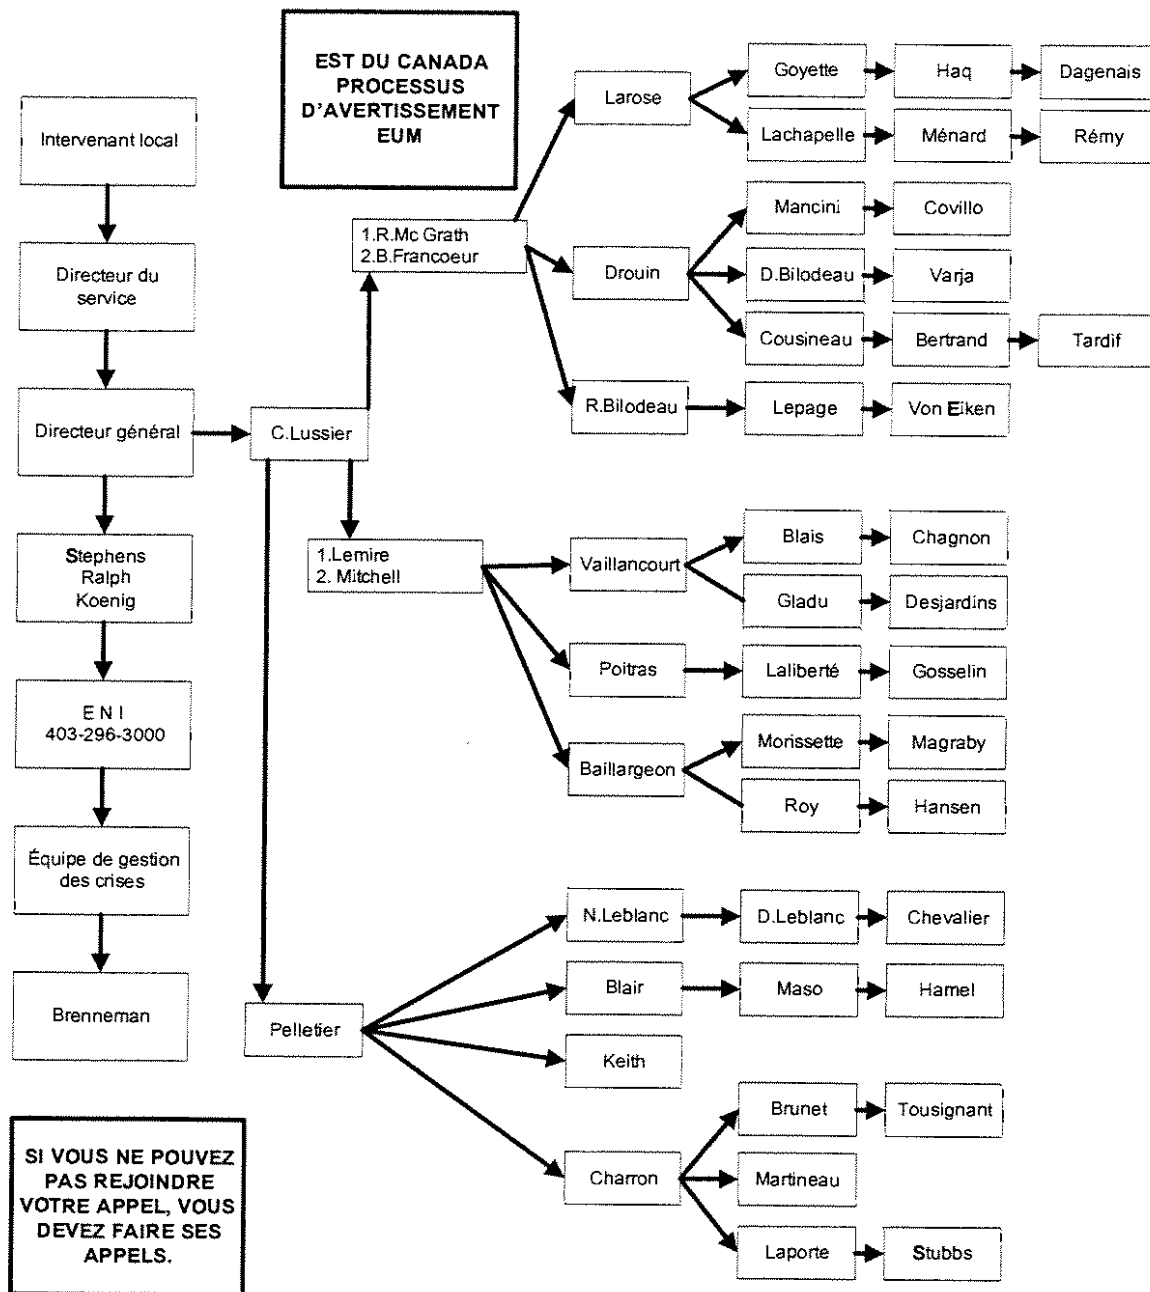 EST DU CANADA
PROCESSUS
D'AVERTISSEMENT
EUM
Intervenant local
Directeur du
service
Directeur général
Stephens
Ralph
Koenig
E N I
403-296-3000
Équipe de gestion
des crises
Brenneman
SI VOUS NE POUVEZ
PAS REJOINDRE
VOTRE APPEL, VOUS
DEVEZ FAIRE SES
APPELS.
C.Lussier
1.R.Mc Grath
2.B.Francoeur
Larose
Goyette
Haq
Dagenais
Lachapelle
Ménard
Rémy
Drouin
Mancini
Covillo
D.Bilodeau
Varja
Cousineau
Bertrand
Tardif
R.Bilodeau
Lepage
Von Eiken
1.Lemire
2. Mitchell
Vaillancourt
Blais
Chagnon
Gladu
Desjardins
Poitras
Laliberté
Gosselin
Baillargeon
Morissette
Magraby
Roy
Hansen
Pelletier
N.Leblanc
D.Leblanc
Chevalier
Blair
Maso
Hamel
Keith
Charron
Brunet
Tousignant
Martineau
Laporte
Stubbs